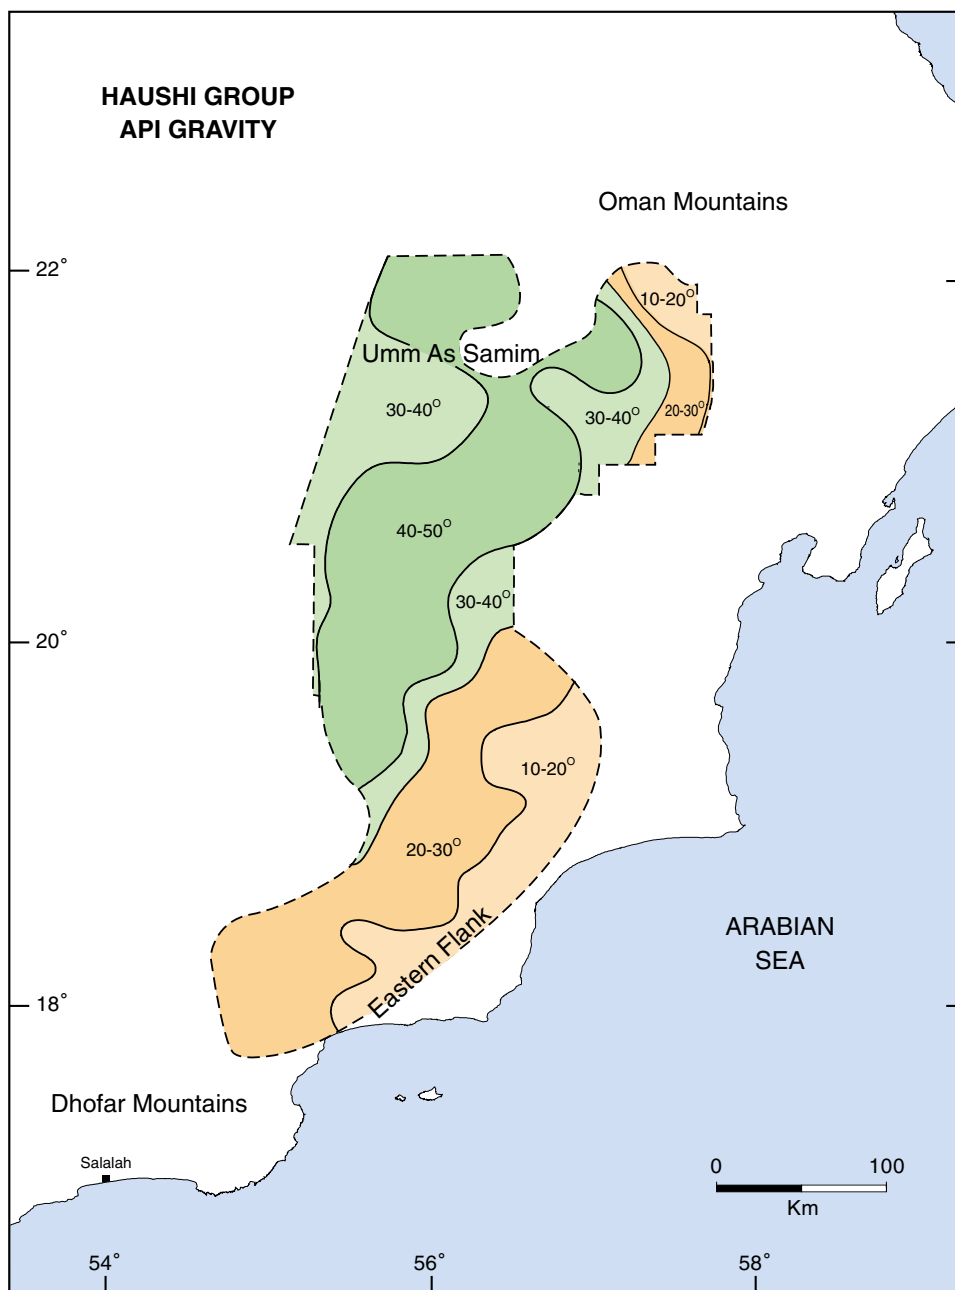 HAUSHI GROUP
API GRAVITY
Oman Mountains
22°
10-20°
Umm As Samim
30-40°
30-40°
20-30°
40-50°
30-40°
20°
10-20°
20-30°
Eastern Flank
ARABIAN
SEA
18°
Dhofar Mountains
Salalah
0 100
Km
54° 56° 58°